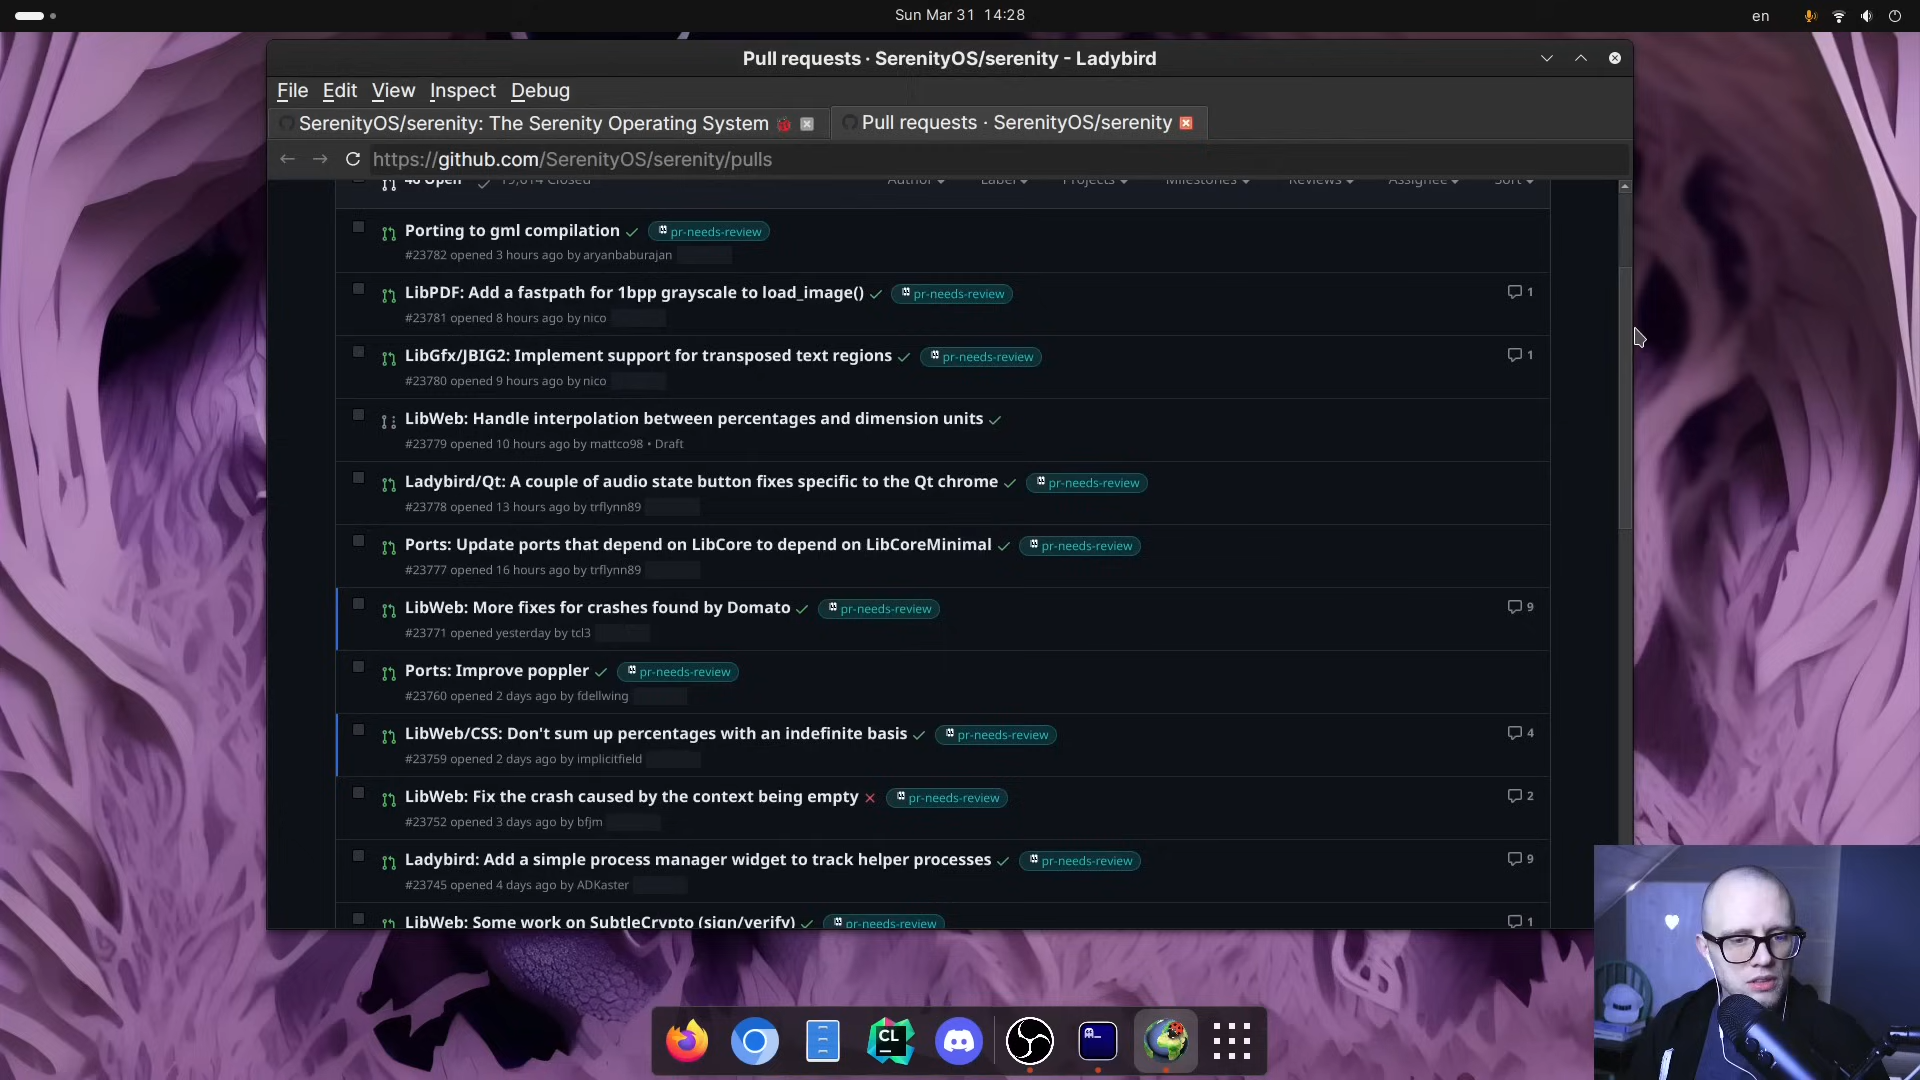 Sun Mar 31 14:28
en
Pull requests · SerenityOS/serenity - Ladybird
File Edit View Inspect Debug
SerenityOS/serenity: The Serenity Operating System
Pull requests · SerenityOS/serenity
https://github.com/SerenityOS/serenity/pulls
46 Open 19,014 Closed Author Label Projects Milestones Reviews Assignee Sort
Porting to gml compilation pr-needs-review
#23782 opened 3 hours ago by aryanbaburajan
LibPDF: Add a fastpath for 1bpp grayscale to load_image() pr-needs-review 1
#23781 opened 8 hours ago by nico
LibGfx/JBIG2: Implement support for transposed text regions pr-needs-review 1
#23780 opened 9 hours ago by nico
LibWeb: Handle interpolation between percentages and dimension units
#23779 opened 10 hours ago by mattco98 • Draft
Ladybird/Qt: A couple of audio state button fixes specific to the Qt chrome pr-needs-review
#23778 opened 13 hours ago by trflynn89
Ports: Update ports that depend on LibCore to depend on LibCoreMinimal pr-needs-review
#23777 opened 16 hours ago by trflynn89
LibWeb: More fixes for crashes found by Domato pr-needs-review 9
#23771 opened yesterday by tcl3
Ports: Improve poppler pr-needs-review
#23760 opened 2 days ago by fdellwing
LibWeb/CSS: Don't sum up percentages with an indefinite basis pr-needs-review 4
#23759 opened 2 days ago by implicitfield
LibWeb: Fix the crash caused by the context being empty pr-needs-review 2
#23752 opened 3 days ago by bfjm
Ladybird: Add a simple process manager widget to track helper processes pr-needs-review 9
#23745 opened 4 days ago by ADKaster
LibWeb: Some work on SubtleCrypto (sign/verify) pr-needs-review 1
CL